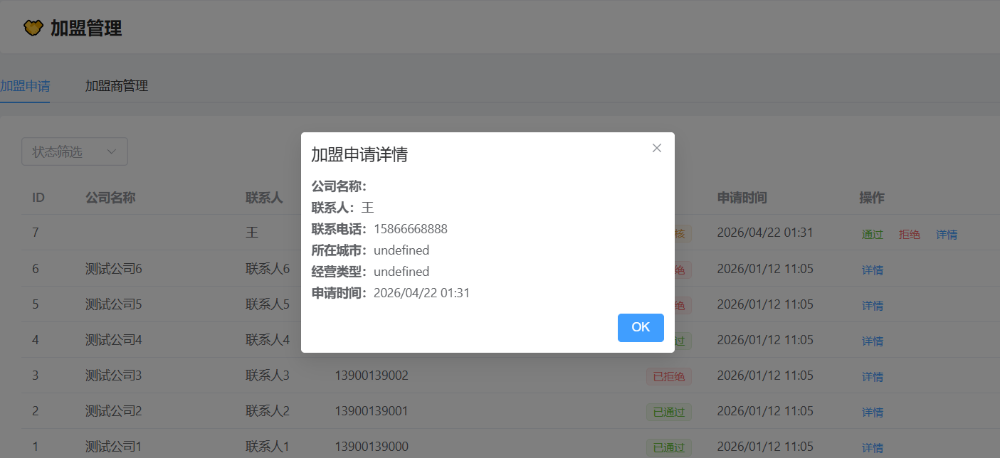 加盟管理
加盟申请 加盟商管理
状态筛选
加盟申请详情
公司名称：
联系人：王
联系电话：15866668888
所在城市：undefined
经营类型：undefined
申请时间：2026/04/22 01:31
OK
ID 公司名称 联系人 申请时间 操作
7 王 核 2026/04/22 01:31 通过 拒绝 详情
6 测试公司6 联系人6 绝 2026/01/12 11:05 详情
5 测试公司5 联系人5 绝 2026/01/12 11:05 详情
4 测试公司4 联系人4 过 2026/01/12 11:05 详情
3 测试公司3 联系人3 13900139002 已拒绝 2026/01/12 11:05 详情
2 测试公司2 联系人2 13900139001 已通过 2026/01/12 11:05 详情
1 测试公司1 联系人1 13900139000 已通过 2026/01/12 11:05 详情